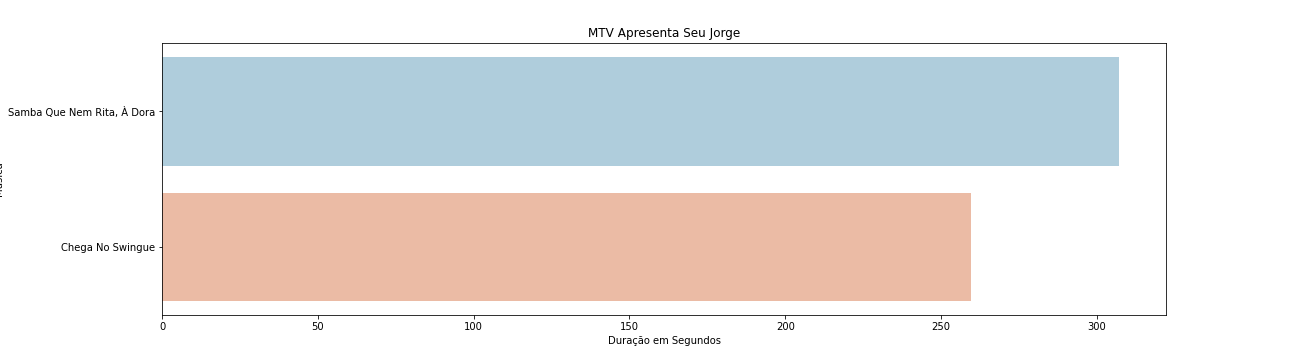 MTV Apresenta Seu Jorge
Samba Que Nem Rita, À Dora
Chega No Swingue
0 50 100 150 200 250 300
Duração em Segundos